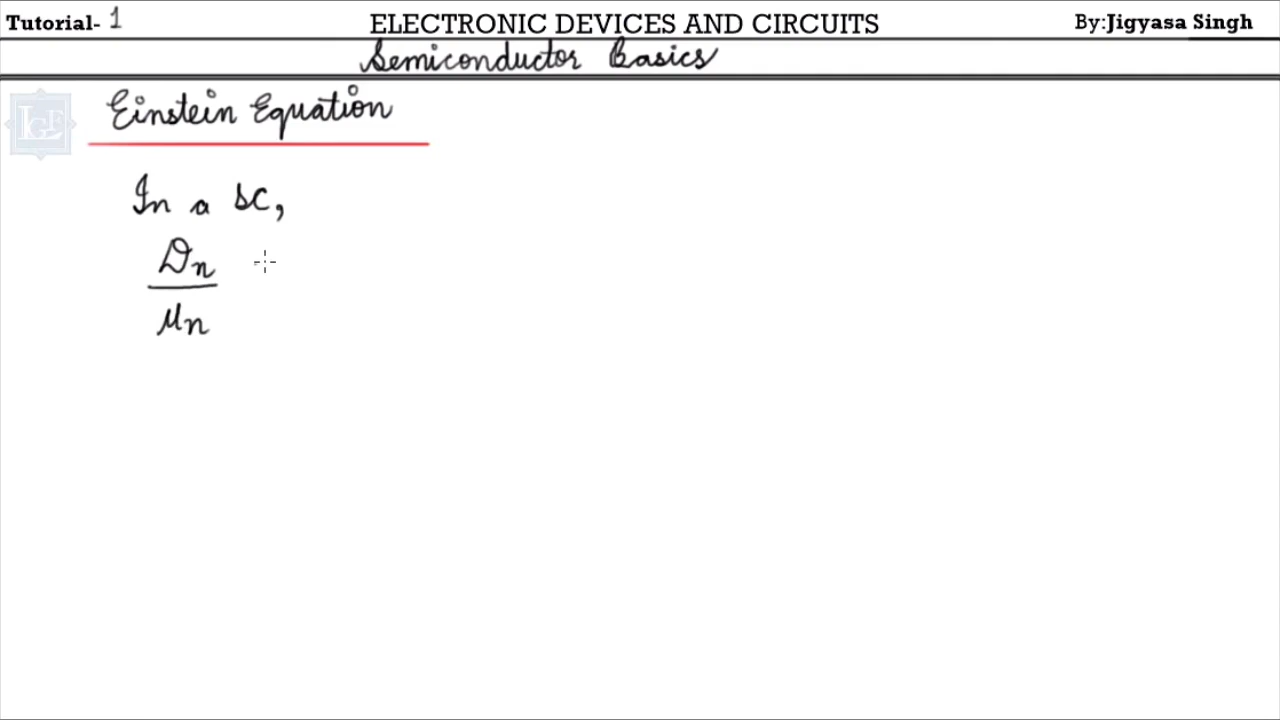 Tutorial- 1 ELECTRONIC DEVICES AND CIRCUITS By:Jigyasa Singh
Semiconductor Basics
Einstein Equation
In a sc,
Dn
μn